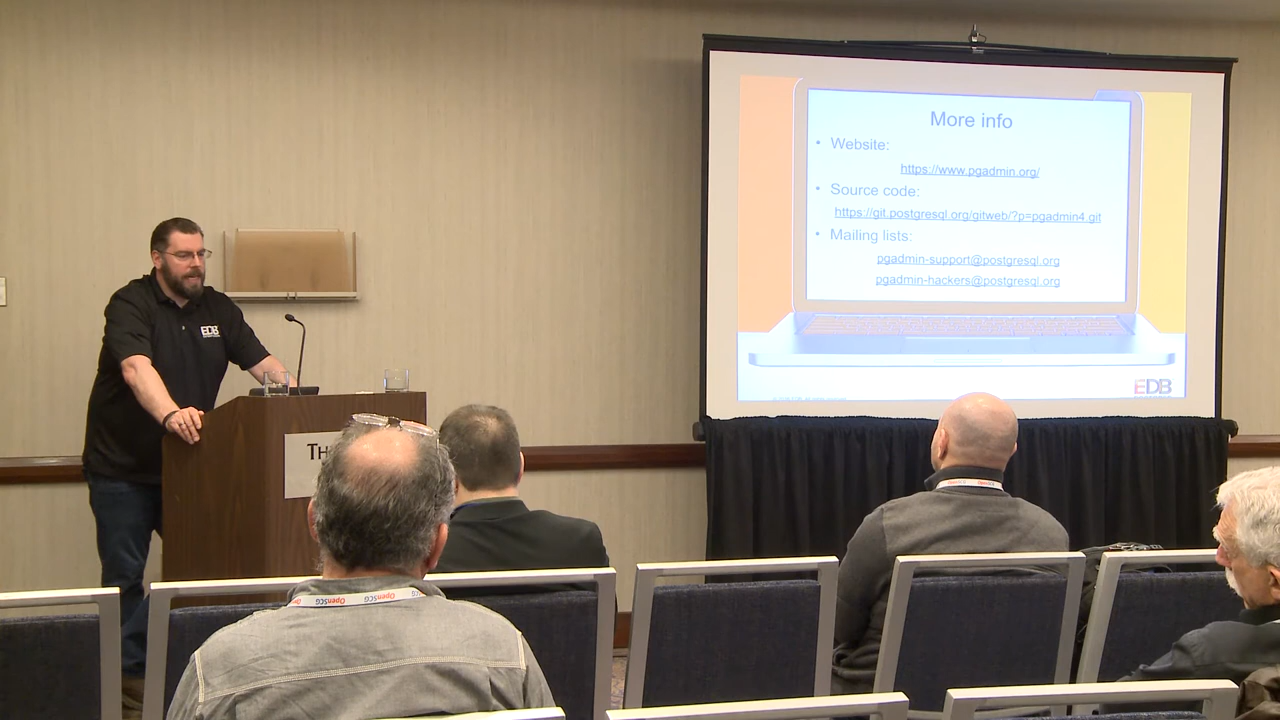 More info
• Website:
https://www.pgadmin.org/
• Source code:
https://git.postgresql.org/gitweb/?p=pgadmin4.git
• Mailing lists:
pgadmin-support@postgresql.org
pgadmin-hackers@postgresql.org
EDB
EDB
OpenSCG